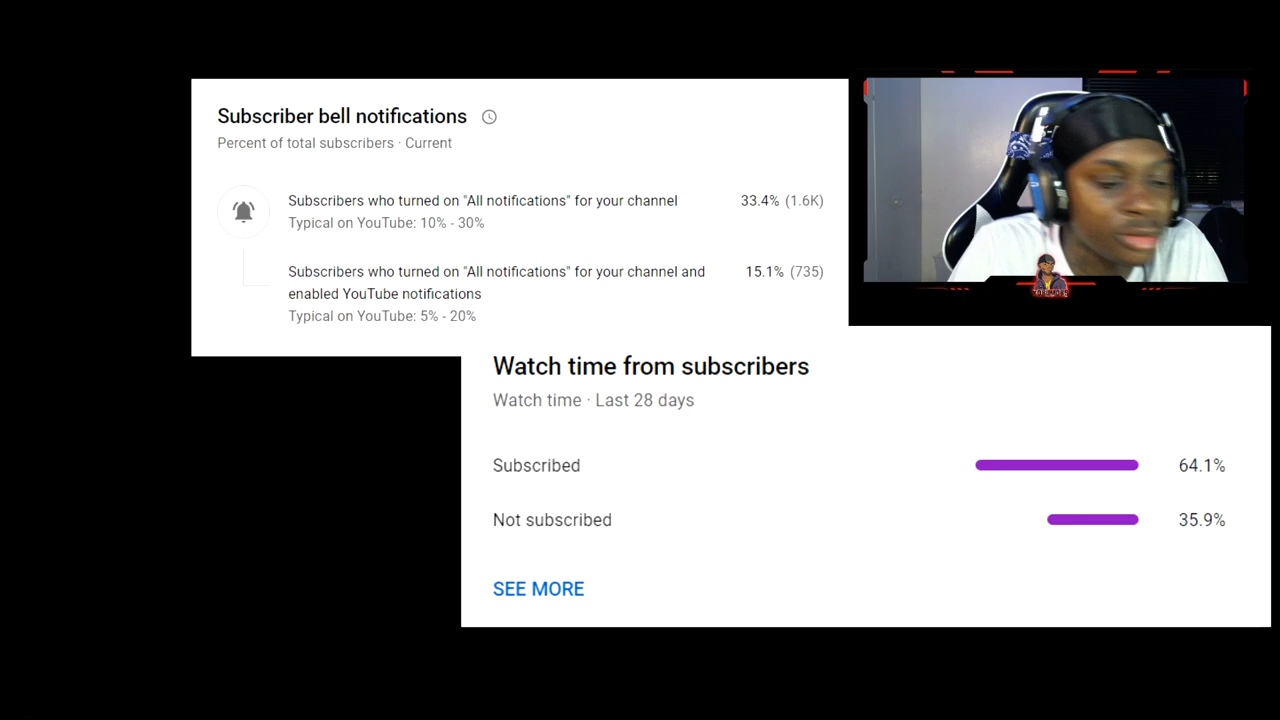 Subscriber bell notifications
Percent of total subscribers · Current
Subscribers who turned on "All notifications" for your channel 33.4% (1.6K)
Typical on YouTube: 10% - 30%
Subscribers who turned on "All notifications" for your channel and 15.1% (735)
enabled YouTube notifications
Typical on YouTube: 5% - 20%
Watch time from subscribers
Watch time · Last 28 days
Subscribed 64.1%
Not subscribed 35.9%
SEE MORE